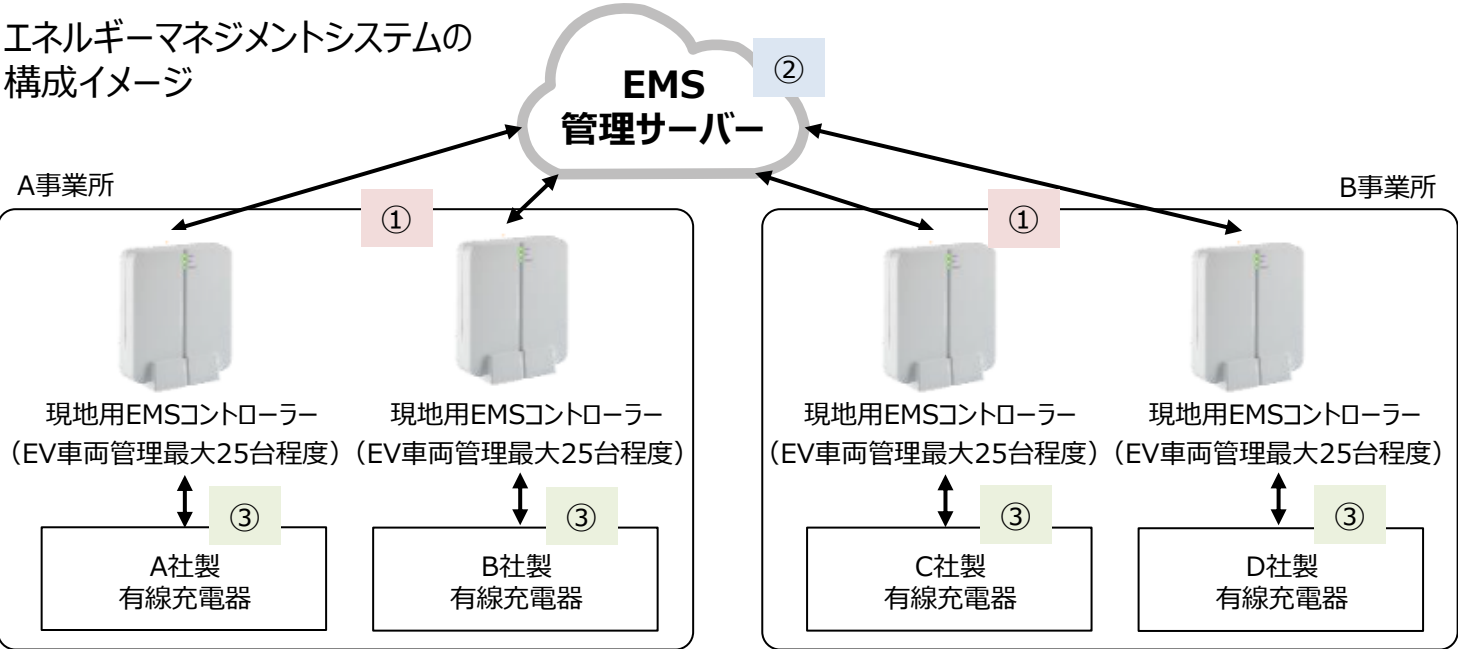 エネルギーマネジメントシステムの
構成イメージ
EMS
管理サーバー
②
A事業所
B事業所
①
①
現地用EMSコントローラー
（EV車両管理最大25台程度）
現地用EMSコントローラー
（EV車両管理最大25台程度）
現地用EMSコントローラー
（EV車両管理最大25台程度）
現地用EMSコントローラー
（EV車両管理最大25台程度）
③
③
③
③
A社製
有線充電器
B社製
有線充電器
C社製
有線充電器
D社製
有線充電器